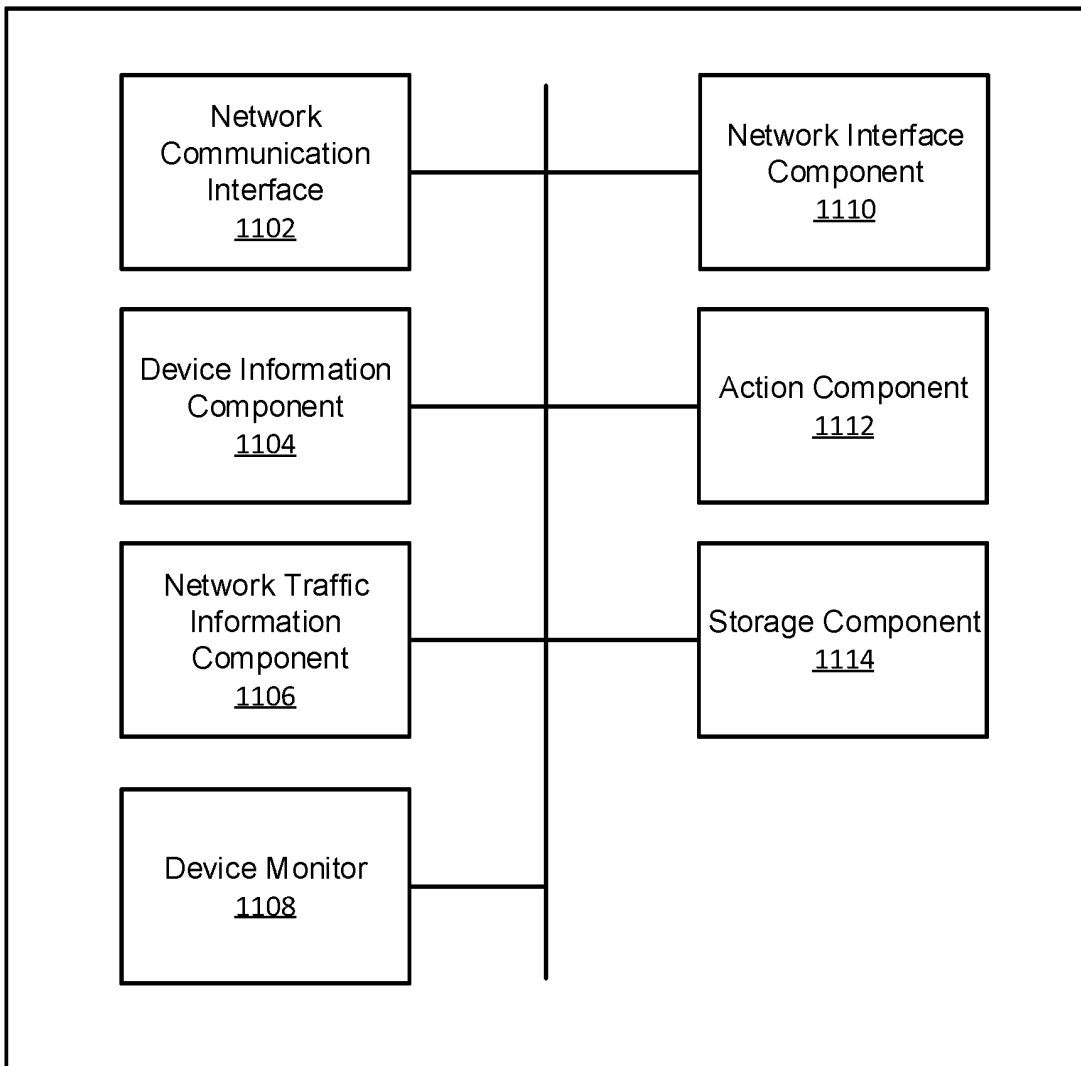 Network
Communication
Interface
1102
Device Information
Component
1104
Network Traffic
Information
Component
1106
Device Monitor
1108
Network Interface
Component
1110
Action Component
1112
Storage Component
1114